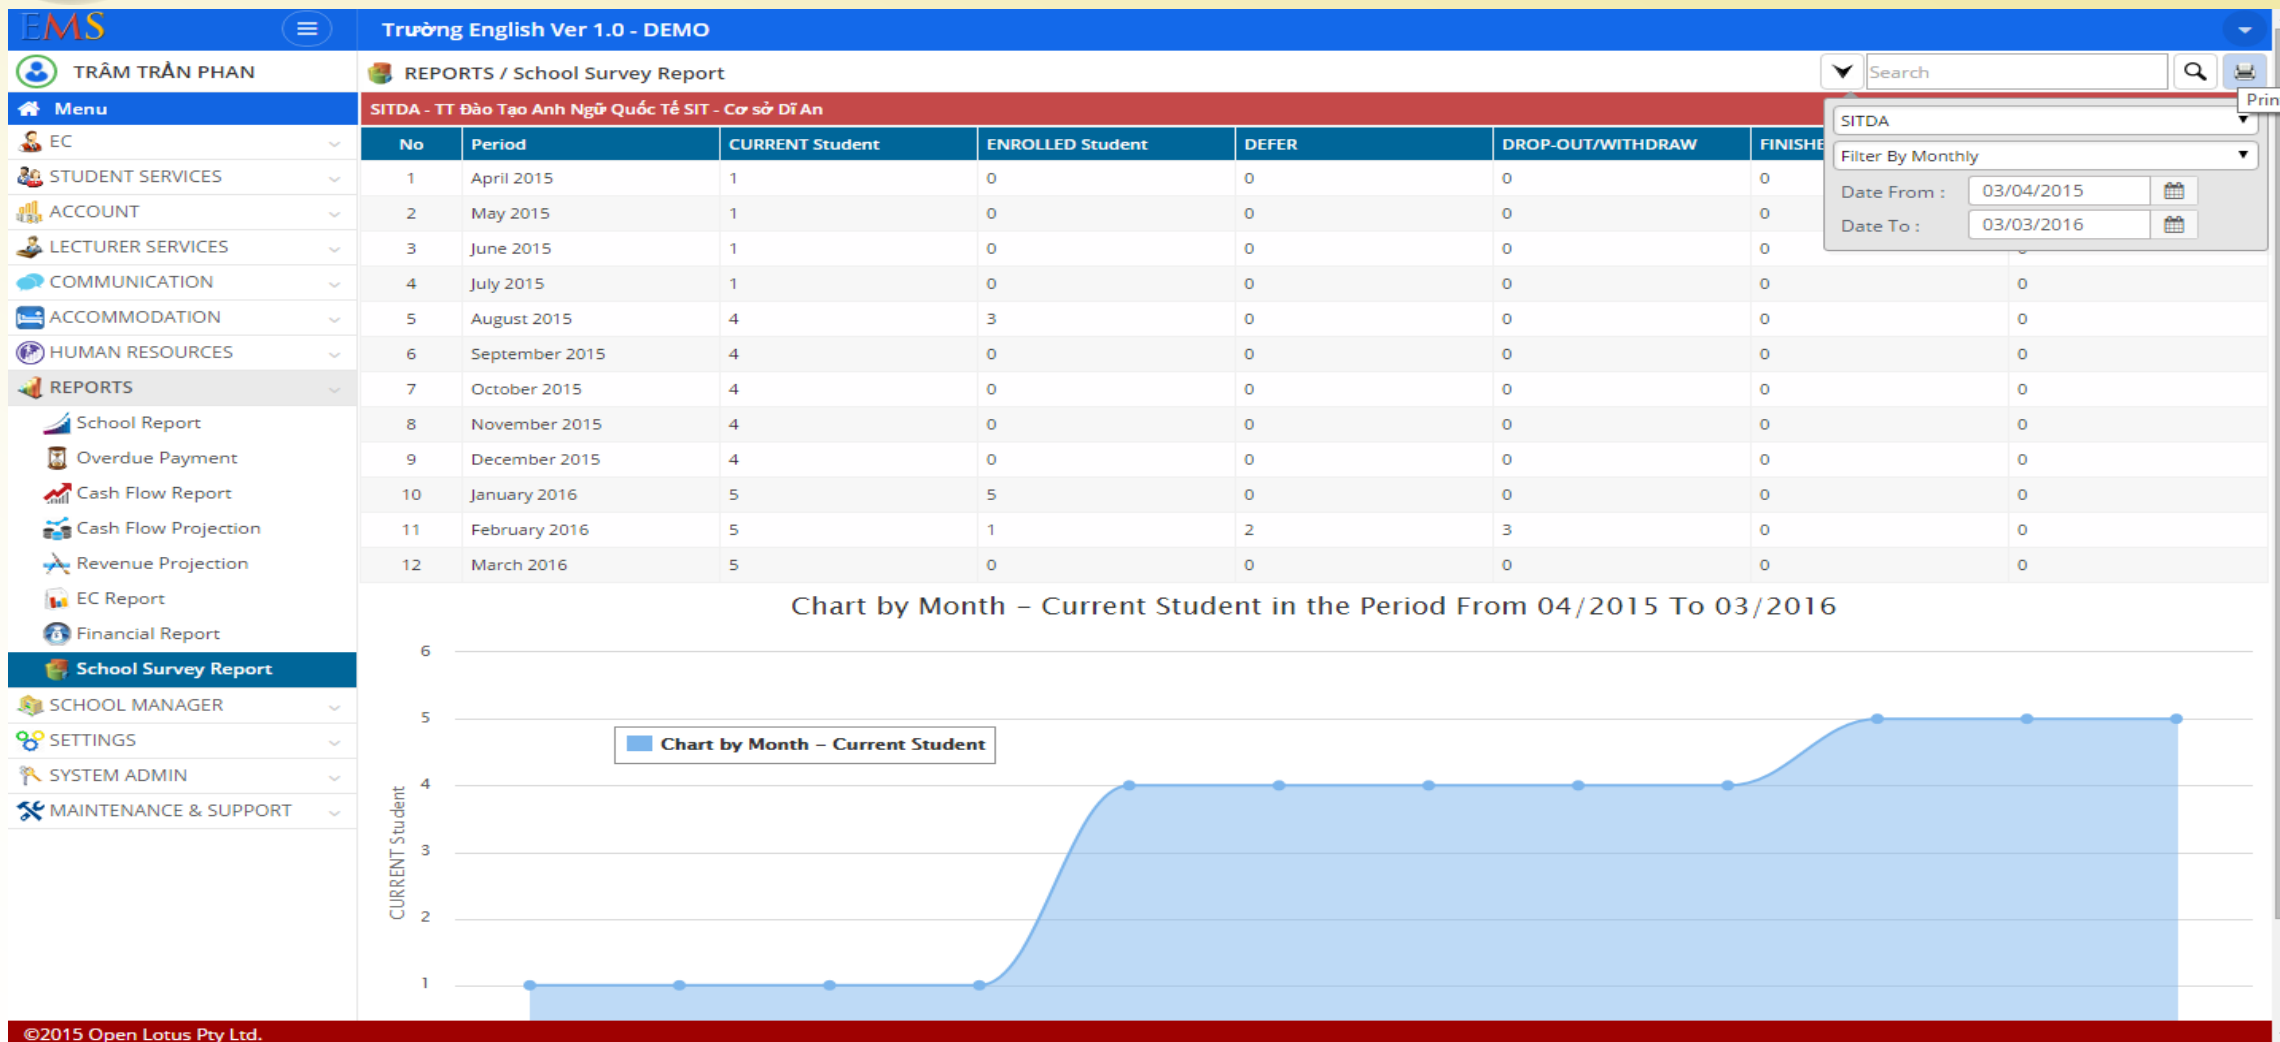 EMS
Trường English Ver 1.0 - DEMO
TRÂM TRẦN PHAN
REPORTS / School Survey Report
Search
Menu
SITDA - TT Đào Tạo Anh Ngữ Quốc Tế SIT - Cơ sở Dĩ An
Prin
SITDA
Filter By Monthly
Date From : 03/04/2015
Date To : 03/03/2016
EC
STUDENT SERVICES
ACCOUNT
LECTURER SERVICES
COMMUNICATION
ACCOMMODATION
HUMAN RESOURCES
REPORTS
School Report
Overdue Payment
Cash Flow Report
Cash Flow Projection
Revenue Projection
EC Report
Financial Report
School Survey Report
SCHOOL MANAGER
SETTINGS
SYSTEM ADMIN
MAINTENANCE & SUPPORT
No Period CURRENT Student ENROLLED Student DEFER DROP-OUT/WITHDRAW FINISHE
1 April 2015 1 0 0 0 0
2 May 2015 1 0 0 0 0
3 June 2015 1 0 0 0 0
4 July 2015 1 0 0 0 0 0
5 August 2015 4 3 0 0 0 0
6 September 2015 4 0 0 0 0 0
7 October 2015 4 0 0 0 0 0
8 November 2015 4 0 0 0 0 0
9 December 2015 4 0 0 0 0 0
10 January 2016 5 5 0 0 0 0
11 February 2016 5 1 2 3 0 0
12 March 2016 5 0 0 0 0 0
Chart by Month – Current Student in the Period From 04/2015 To 03/2016
6
5
4
3
2
1
CURRENT Student
Chart by Month – Current Student
©2015 Open Lotus Pty Ltd.